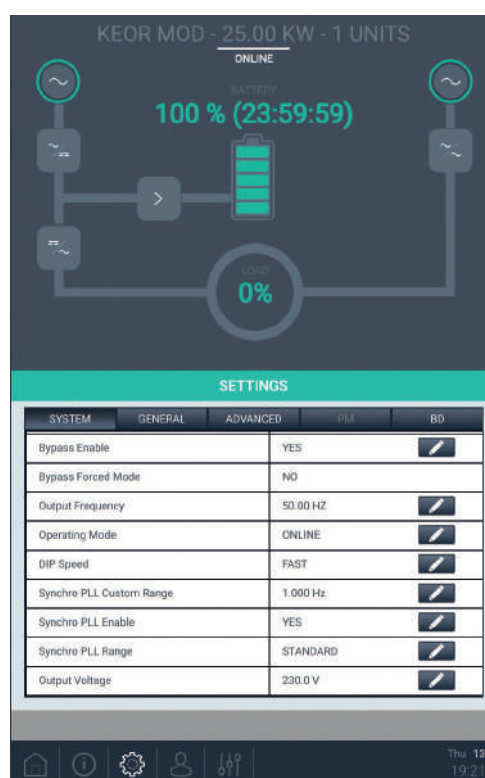 KEOR MOD - 25.00 KW - 1 UNITS
ONLINE
BATTERY
100 % (23:59:59)
LOAD
0%
SETTINGS
SYSTEM GENERAL ADVANCED PM BD
Bypass Enable YES
Bypass Forced Mode NO
Output Frequency 50.00 HZ
Operating Mode ONLINE
DIP Speed FAST
Synchro PLL Custom Range 1.000 Hz
Synchro PLL Enable YES
Synchro PLL Range STANDARD
Output Voltage 230.0 V
Thu 13
19:21